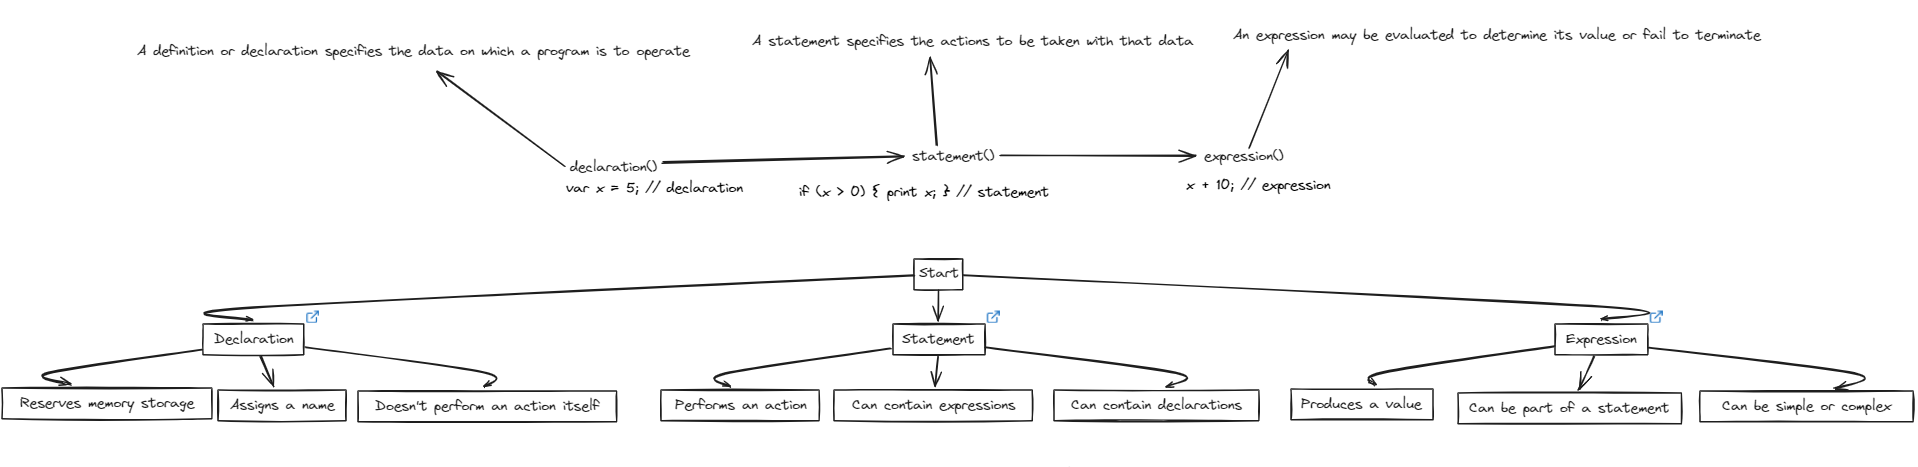 A definition or declaration specifies the data on which a program is to operate
A statement specifies the actions to be taken with that data
An expression may be evaluated to determine its value or fail to terminate
declaration()
var x = 5; // declaration
statement()
if (x > 0) { print x; } // statement
expression()
x + 10; // expression
Start
Declaration
Statement
Expression
Reserves memory storage
Assigns a name
Doesn't perform an action itself
Performs an action
Can contain expressions
Can contain declarations
Produces a value
Can be part of a statement
Can be simple or complex